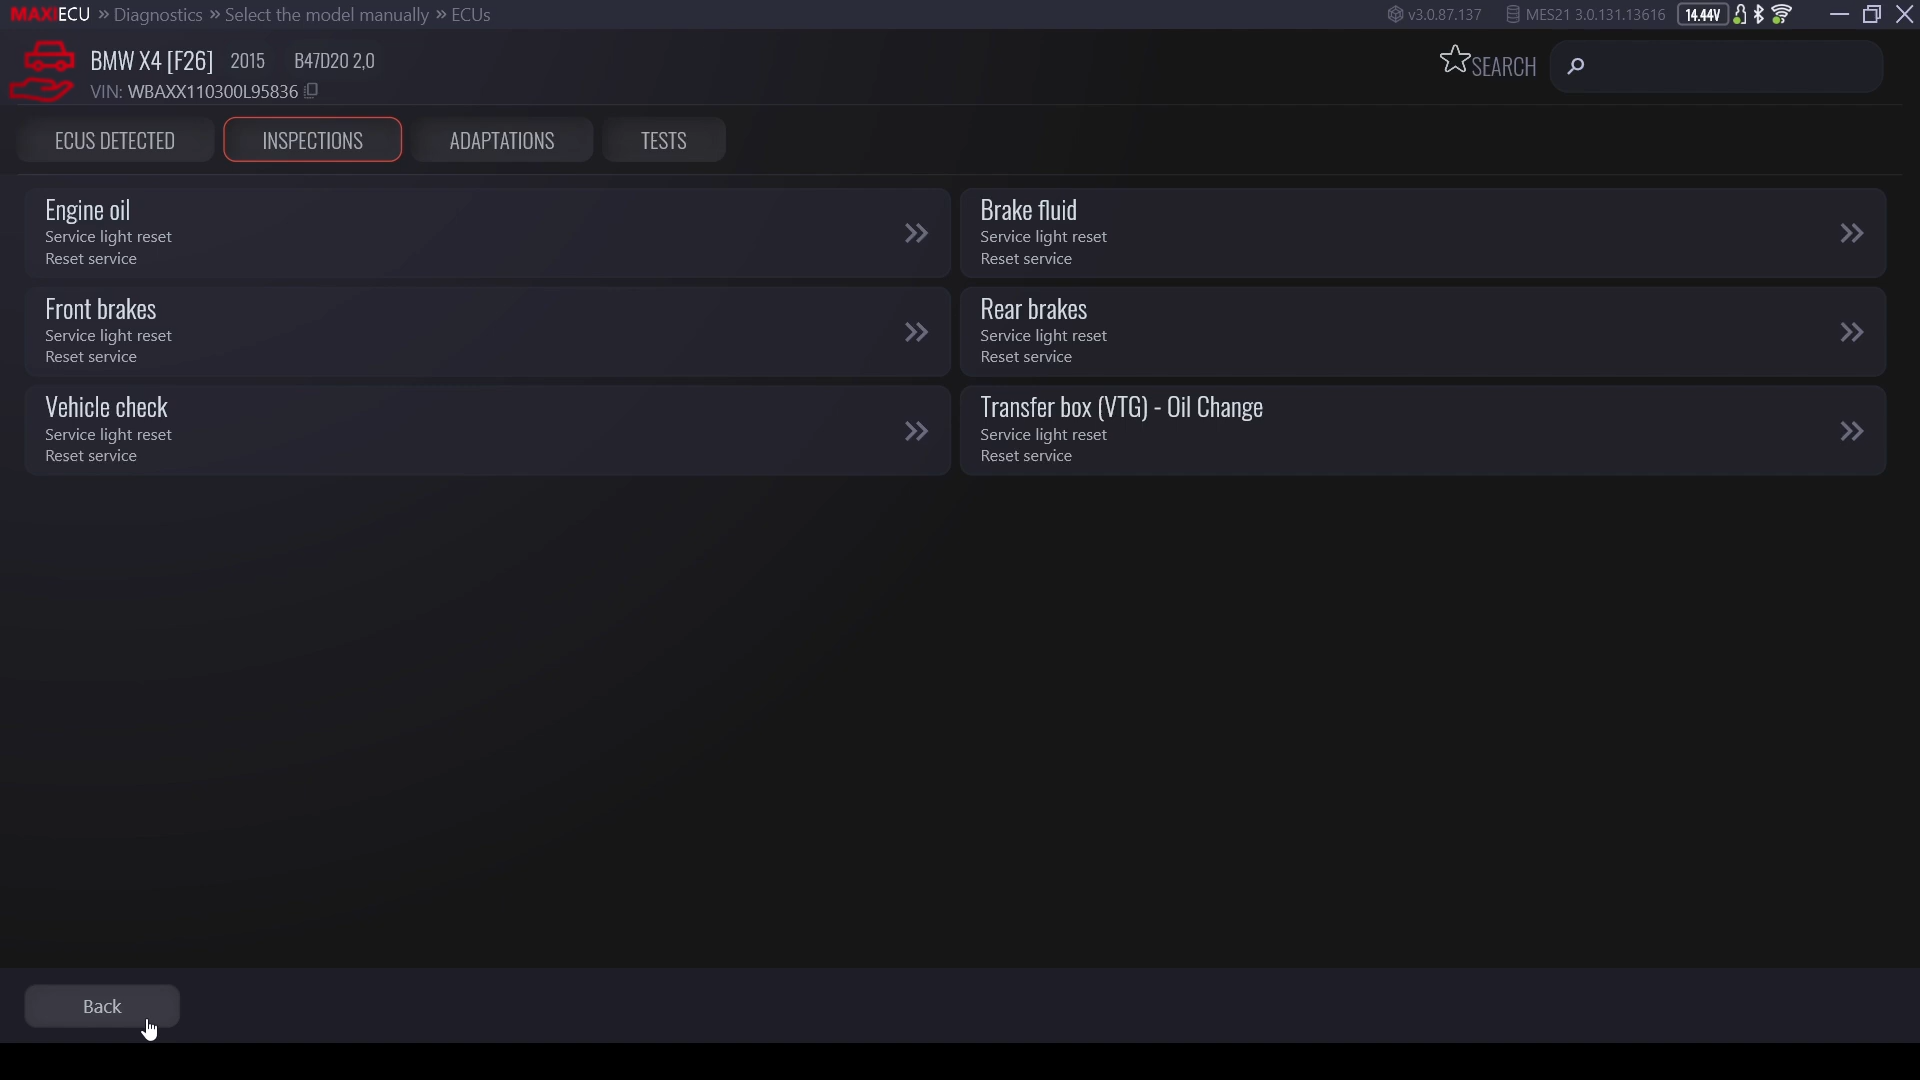 MAXIECU » Diagnostics » Select the model manually » ECUs
v3.0.87.137 MES21 3.0.131.13616 14.44V
BMW X4 [F26] 2015 B47D20 2,0
VIN: WBAXX110300L95836
SEARCH
ECUS DETECTED INSPECTIONS ADAPTATIONS TESTS
Engine oil
Service light reset
Reset service
Brake fluid
Service light reset
Reset service
Front brakes
Service light reset
Reset service
Rear brakes
Service light reset
Reset service
Vehicle check
Service light reset
Reset service
Transfer box (VTG) - Oil Change
Service light reset
Reset service
Back